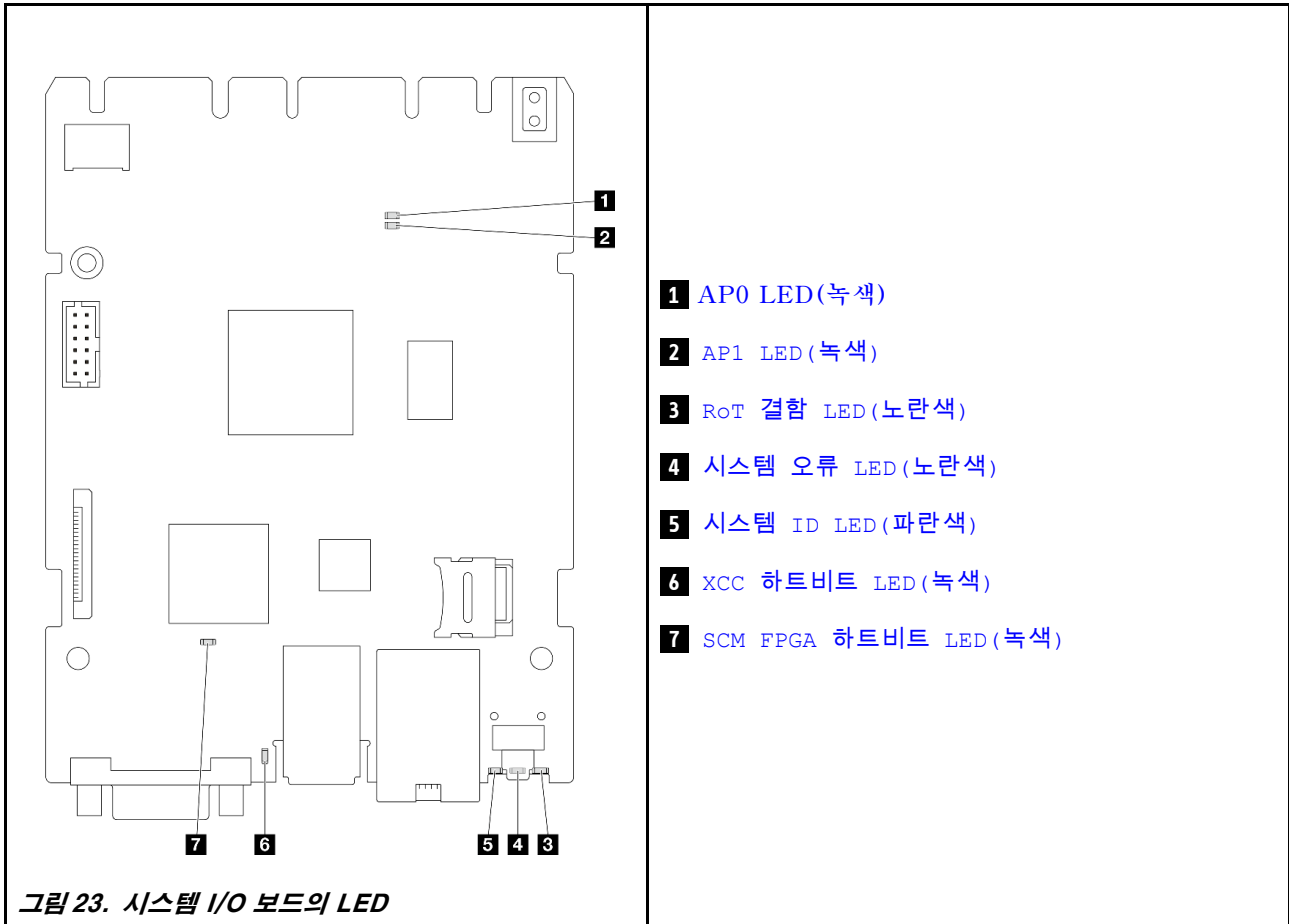 1
2
7
6
5
4
3
그림 23. 시스템 I/O 보드의 LED
1 AP0 LED(녹색)
2 AP1 LED(녹색)
3 RoT 결함 LED(노란색)
4 시스템 오류 LED(노란색)
5 시스템 ID LED(파란색)
6 XCC 하트비트 LED(녹색)
7 SCM FPGA 하트비트 LED(녹색)